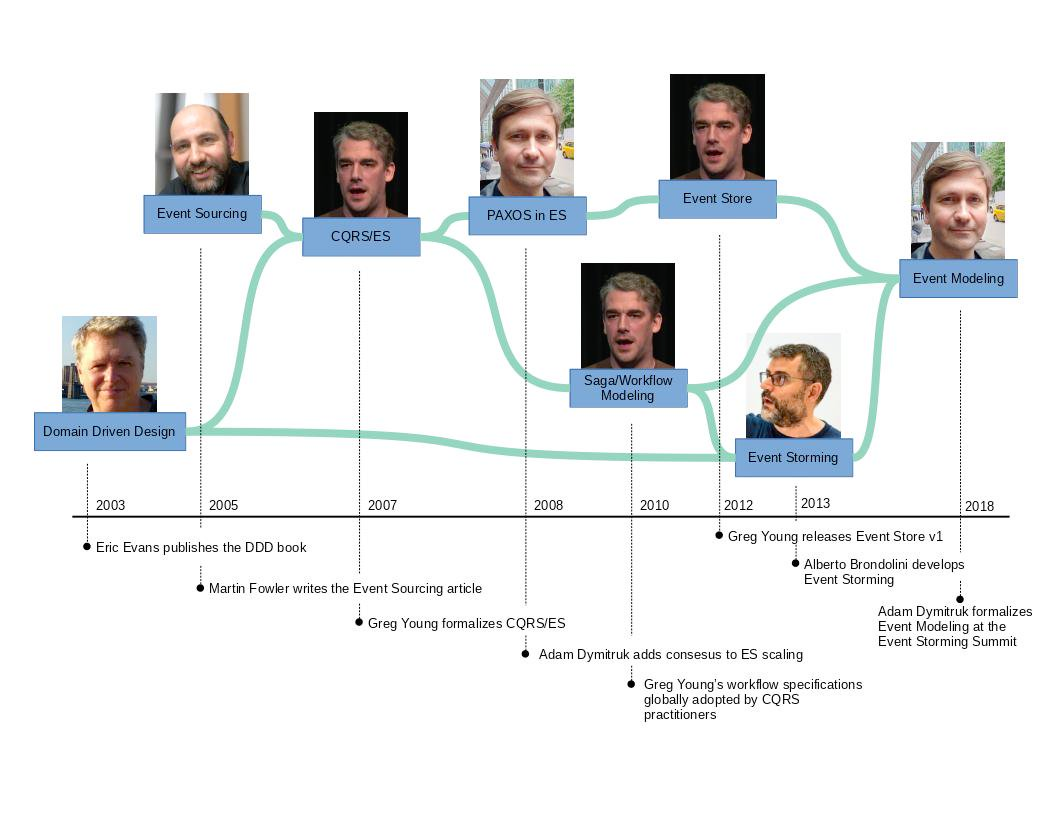 Event Sourcing
CQRS/ES
PAXOS in ES
Event Store
Event Modeling
Saga/Workflow
Modeling
Domain Driven Design
Event Storming
2003
2005
2007
2008
2010
2012
2013
2018
Eric Evans publishes the DDD book
Martin Fowler writes the Event Sourcing article
Greg Young formalizes CQRS/ES
Adam Dymitruk adds consesus to ES scaling
Greg Young's workflow specifications
globally adopted by CQRS
practitioners
Greg Young releases Event Store v1
Alberto Brondolini develops
Event Storming
Adam Dymitruk formalizes
Event Modeling at the
Event Storming Summit